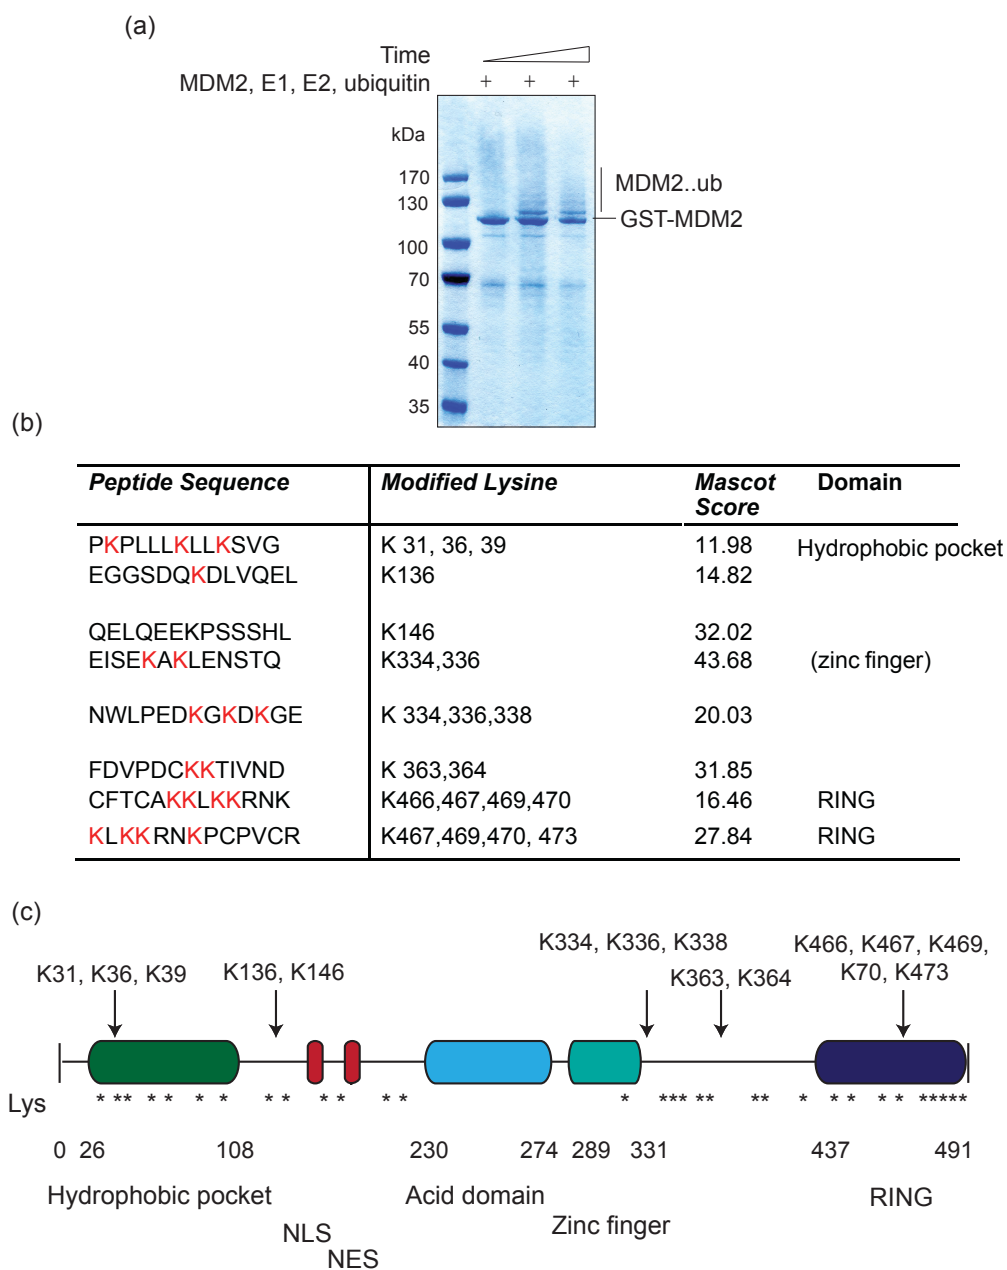 (a)
Time
MDM2, E1, E2, ubiquitin + + +
kDa
170
130
100
70
55
40
35
MDM2..ub
GST-MDM2
(b)
Peptide Sequence Modified Lysine Mascot Score Domain
PKPLLLKLLKSVG K 31, 36, 39 11.98 Hydrophobic pocket
EGGSDQKDLVQEL K136 14.82
QELQEEKPSSSHL K146 32.02
EISEKAKLENSTQ K334,336 43.68 (zinc finger)
NWLPEDKGKDKGE K 334,336,338 20.03
FDVPDCKKTIVND K 363,364 31.85
CFTCAKKLKKRNK K466,467,469,470 16.46 RING
KLKKRNKPCPVCR K467,469,470, 473 27.84 RING
(c)
K31, K36, K39
K136, K146
K334, K336, K338
K363, K364
K466, K467, K469,
K70, K473
Lys * * * * * * * * * * * * * * * * * * * * * * * * * * * * * * *
0 26 108 230 274 289 331 437 491
Hydrophobic pocket Acid domain RING
Zinc finger
NLS
NES